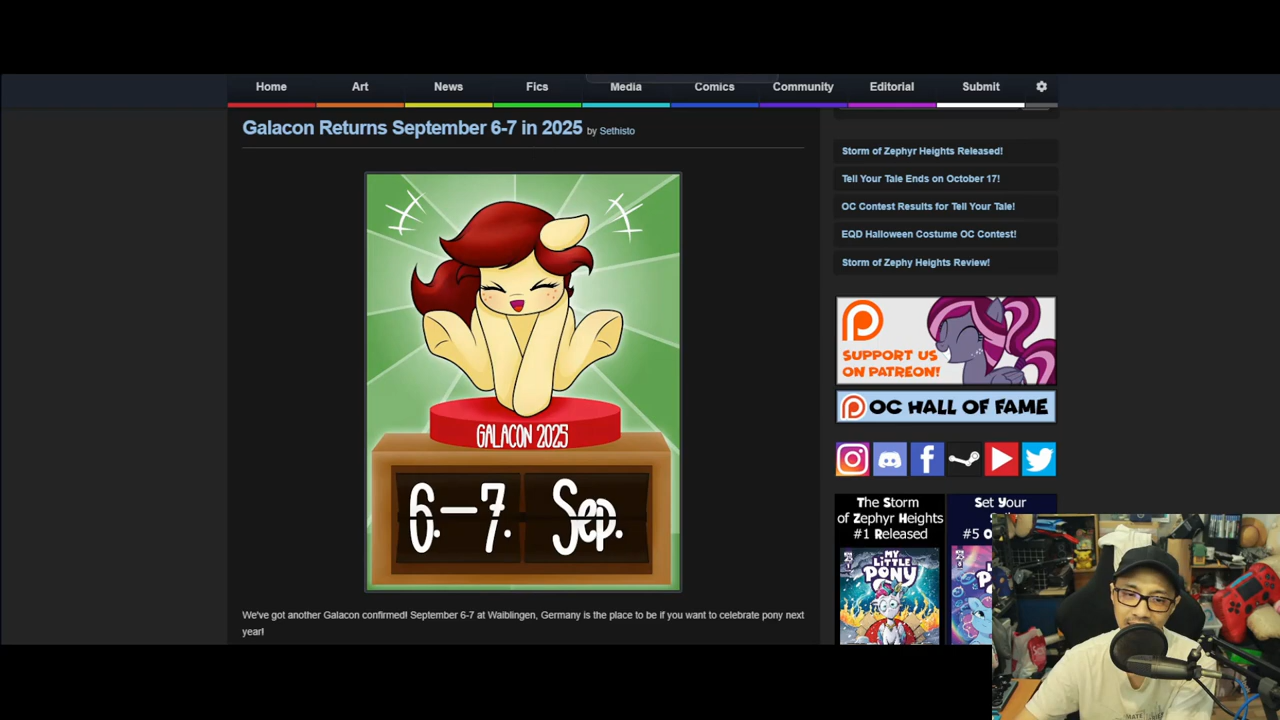 Home Art News Fics Media Comics Community Editorial Submit
Galacon Returns September 6-7 in 2025 by Sethisto
GALACON 2025
6.–7. Sep.
We've got another Galacon confirmed! September 6-7 at Waiblingen, Germany is the place to be if you want to celebrate pony next
year!
Storm of Zephyr Heights Released!
Tell Your Tale Ends on October 17!
OC Contest Results for Tell Your Tale!
EQD Halloween Costume OC Contest!
Storm of Zephy Heights Review!
SUPPORT US
ON PATREON!
OC HALL OF FAME
The Storm
of Zephyr Heights
#1 Released
MY
LITTLE
PONY
Set Your
#5
MY